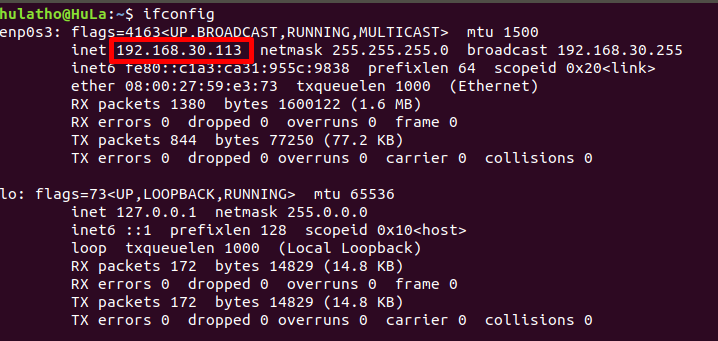 hulatho@HuLa:~$ ifconfig
enp0s3: flags=4163<UP,BROADCAST,RUNNING,MULTICAST>  mtu 1500
        inet 192.168.30.113  netmask 255.255.255.0  broadcast 192.168.30.255
        inet6 fe80::c1a3:ca31:955c:9838  prefixlen 64  scopeid 0x20<link>
        ether 08:00:27:59:e3:73  txqueuelen 1000  (Ethernet)
        RX packets 1380  bytes 1600122 (1.6 MB)
        RX errors 0  dropped 0  overruns 0  frame 0
        TX packets 844  bytes 77250 (77.2 KB)
        TX errors 0  dropped 0 overruns 0  carrier 0  collisions 0

lo: flags=73<UP,LOOPBACK,RUNNING>  mtu 65536
        inet 127.0.0.1  netmask 255.0.0.0
        inet6 ::1  prefixlen 128  scopeid 0x10<host>
        loop  txqueuelen 1000  (Local Loopback)
        RX packets 172  bytes 14829 (14.8 KB)
        RX errors 0  dropped 0  overruns 0  frame 0
        TX packets 172  bytes 14829 (14.8 KB)
        TX errors 0  dropped 0 overruns 0  carrier 0  collisions 0